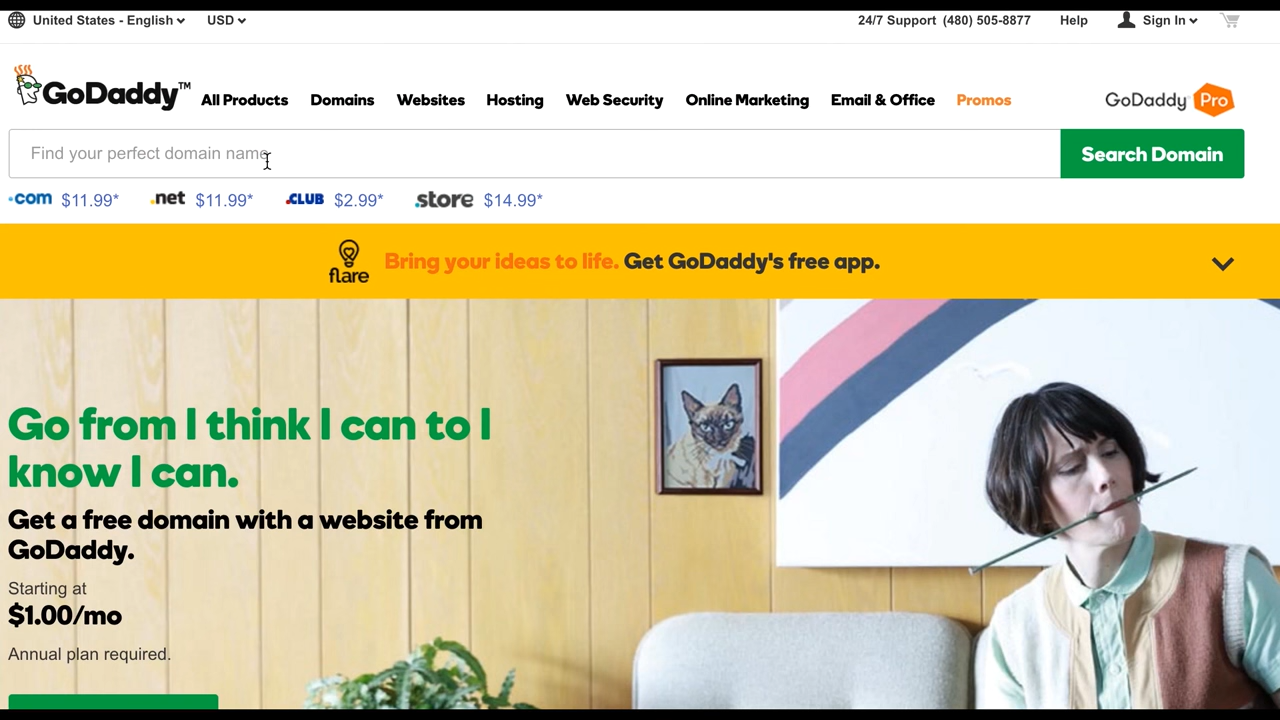 United States - English USD 24/7 Support (480) 505-8877 Help Sign In
GoDaddy™ All Products Domains Websites Hosting Web Security Online Marketing Email & Office Promos GoDaddy Pro
Find your perfect domain name Search Domain
.com $11.99* .net $11.99* .CLUB $2.99* .store $14.99*
flare Bring your ideas to life. Get GoDaddy's free app.
Go from I think I can to I
know I can.
Get a free domain with a website from
GoDaddy.
Starting at
$1.00/mo
Annual plan required.